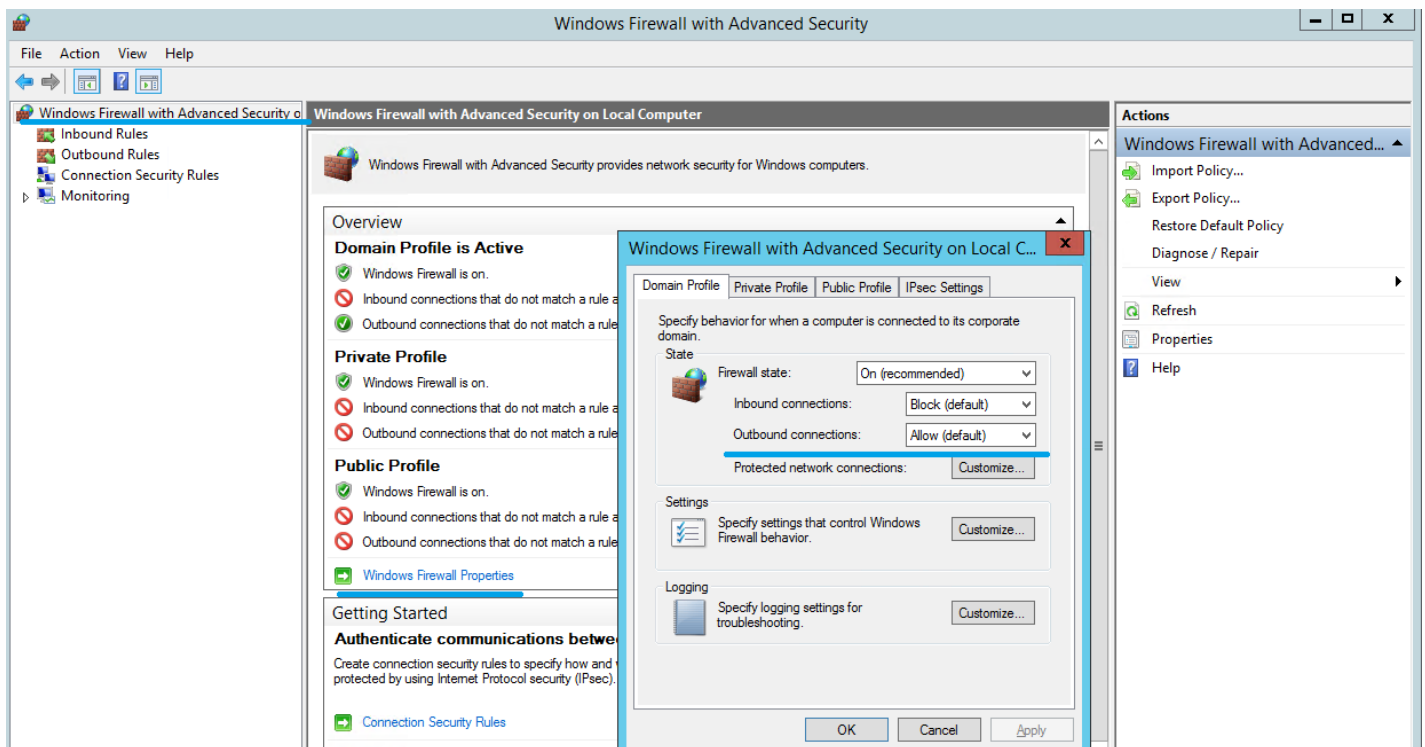 Windows Firewall with Advanced Security
File Action View Help
Windows Firewall with Advanced Security o
Inbound Rules
Outbound Rules
Connection Security Rules
Monitoring
Windows Firewall with Advanced Security on Local Computer
Windows Firewall with Advanced Security provides network security for Windows computers.
Overview
Domain Profile is Active
Windows Firewall is on.
Inbound connections that do not match a rule a
Outbound connections that do not match a rule
Private Profile
Windows Firewall is on.
Inbound connections that do not match a rule a
Outbound connections that do not match a rule
Public Profile
Windows Firewall is on.
Inbound connections that do not match a rule a
Outbound connections that do not match a rule
Windows Firewall Properties
Getting Started
Authenticate communications betwe
Create connection security rules to specify how and
protected by using Internet Protocol security (IPsec).
Connection Security Rules
Windows Firewall with Advanced Security on Local C...
Domain Profile Private Profile Public Profile IPsec Settings
Specify behavior for when a computer is connected to its corporate
domain.
State
Firewall state: On (recommended)
Inbound connections: Block (default)
Outbound connections: Allow (default)
Protected network connections: Customize...
Settings
Specify settings that control Windows
Firewall behavior.
Customize...
Logging
Specify logging settings for
troubleshooting.
Customize...
OK Cancel Apply
Actions
Windows Firewall with Advanced...
Import Policy...
Export Policy...
Restore Default Policy
Diagnose / Repair
View
Refresh
Properties
Help